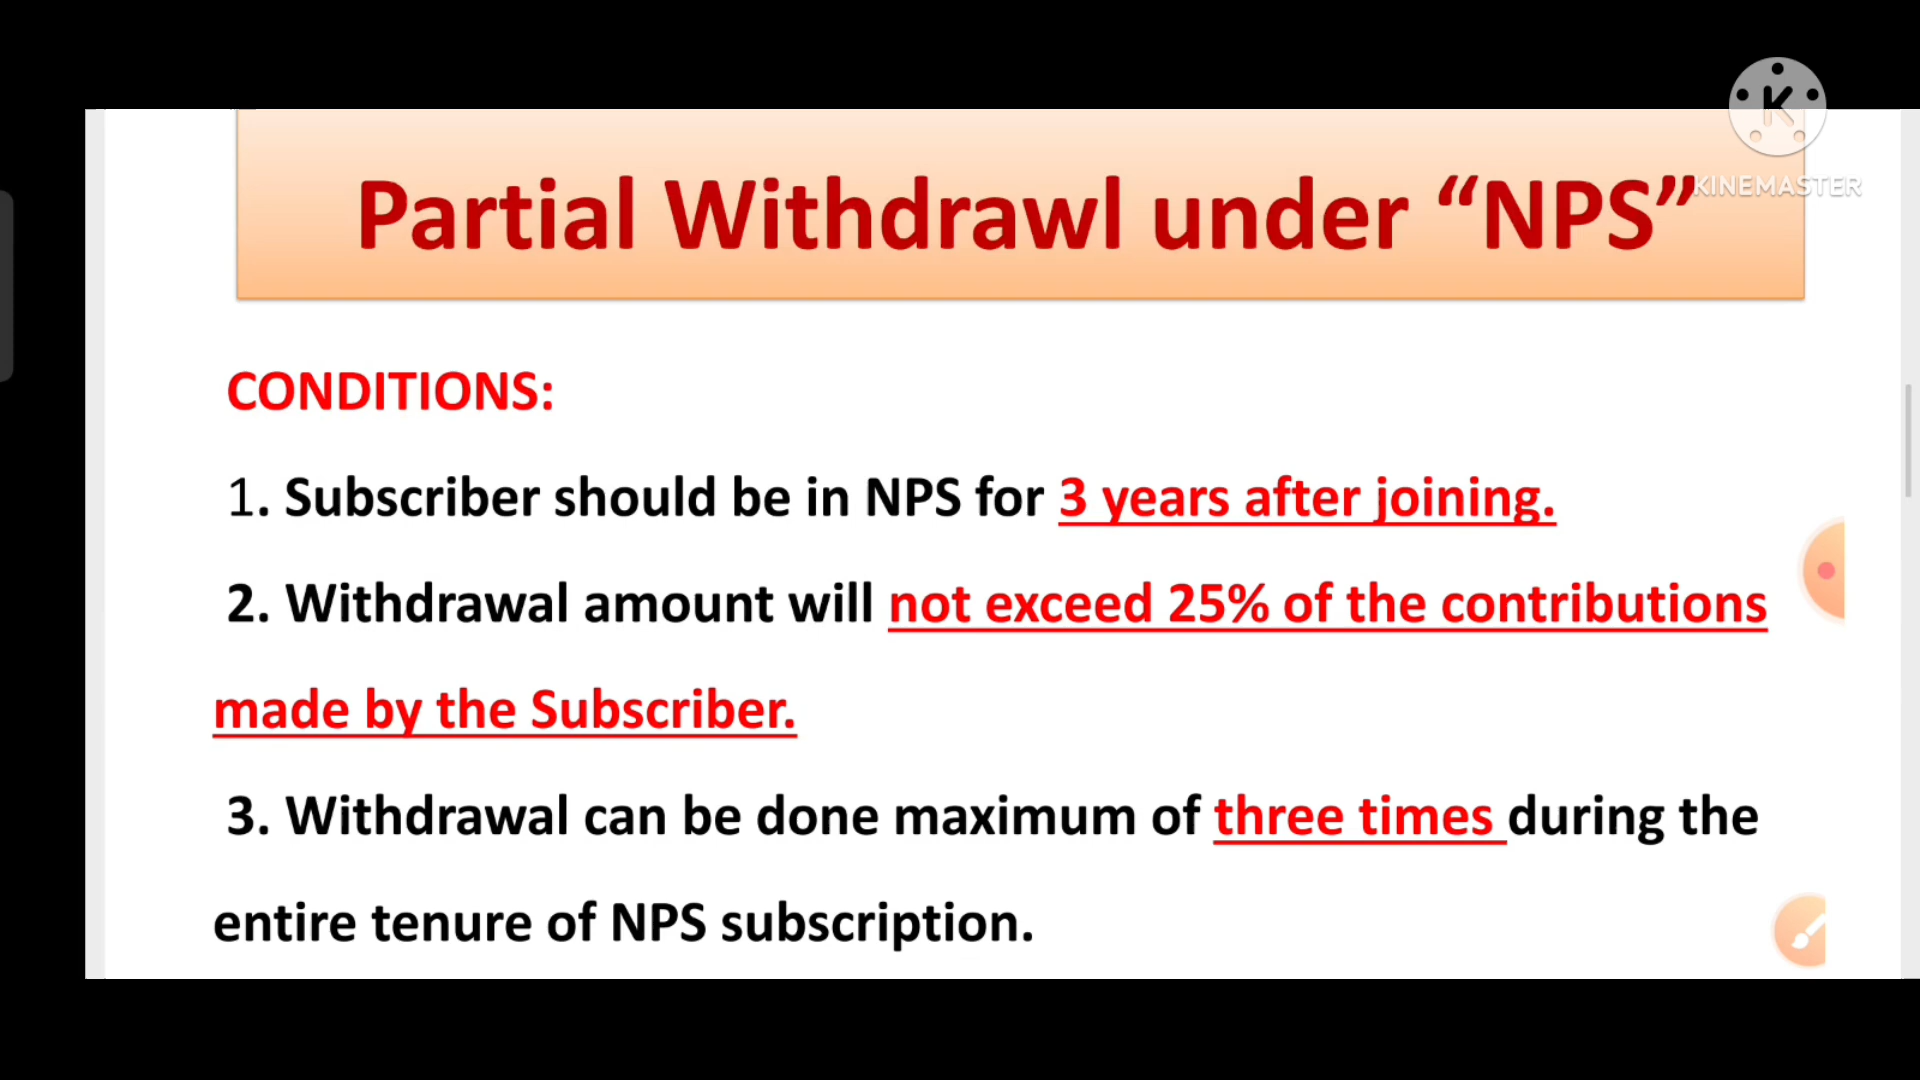 K
KINEMASTER
Partial Withdrawl under “NPS”
CONDITIONS:
1. Subscriber should be in NPS for 3 years after joining.
2. Withdrawal amount will not exceed 25% of the contributions
made by the Subscriber.
3. Withdrawal can be done maximum of three times during the
entire tenure of NPS subscription.